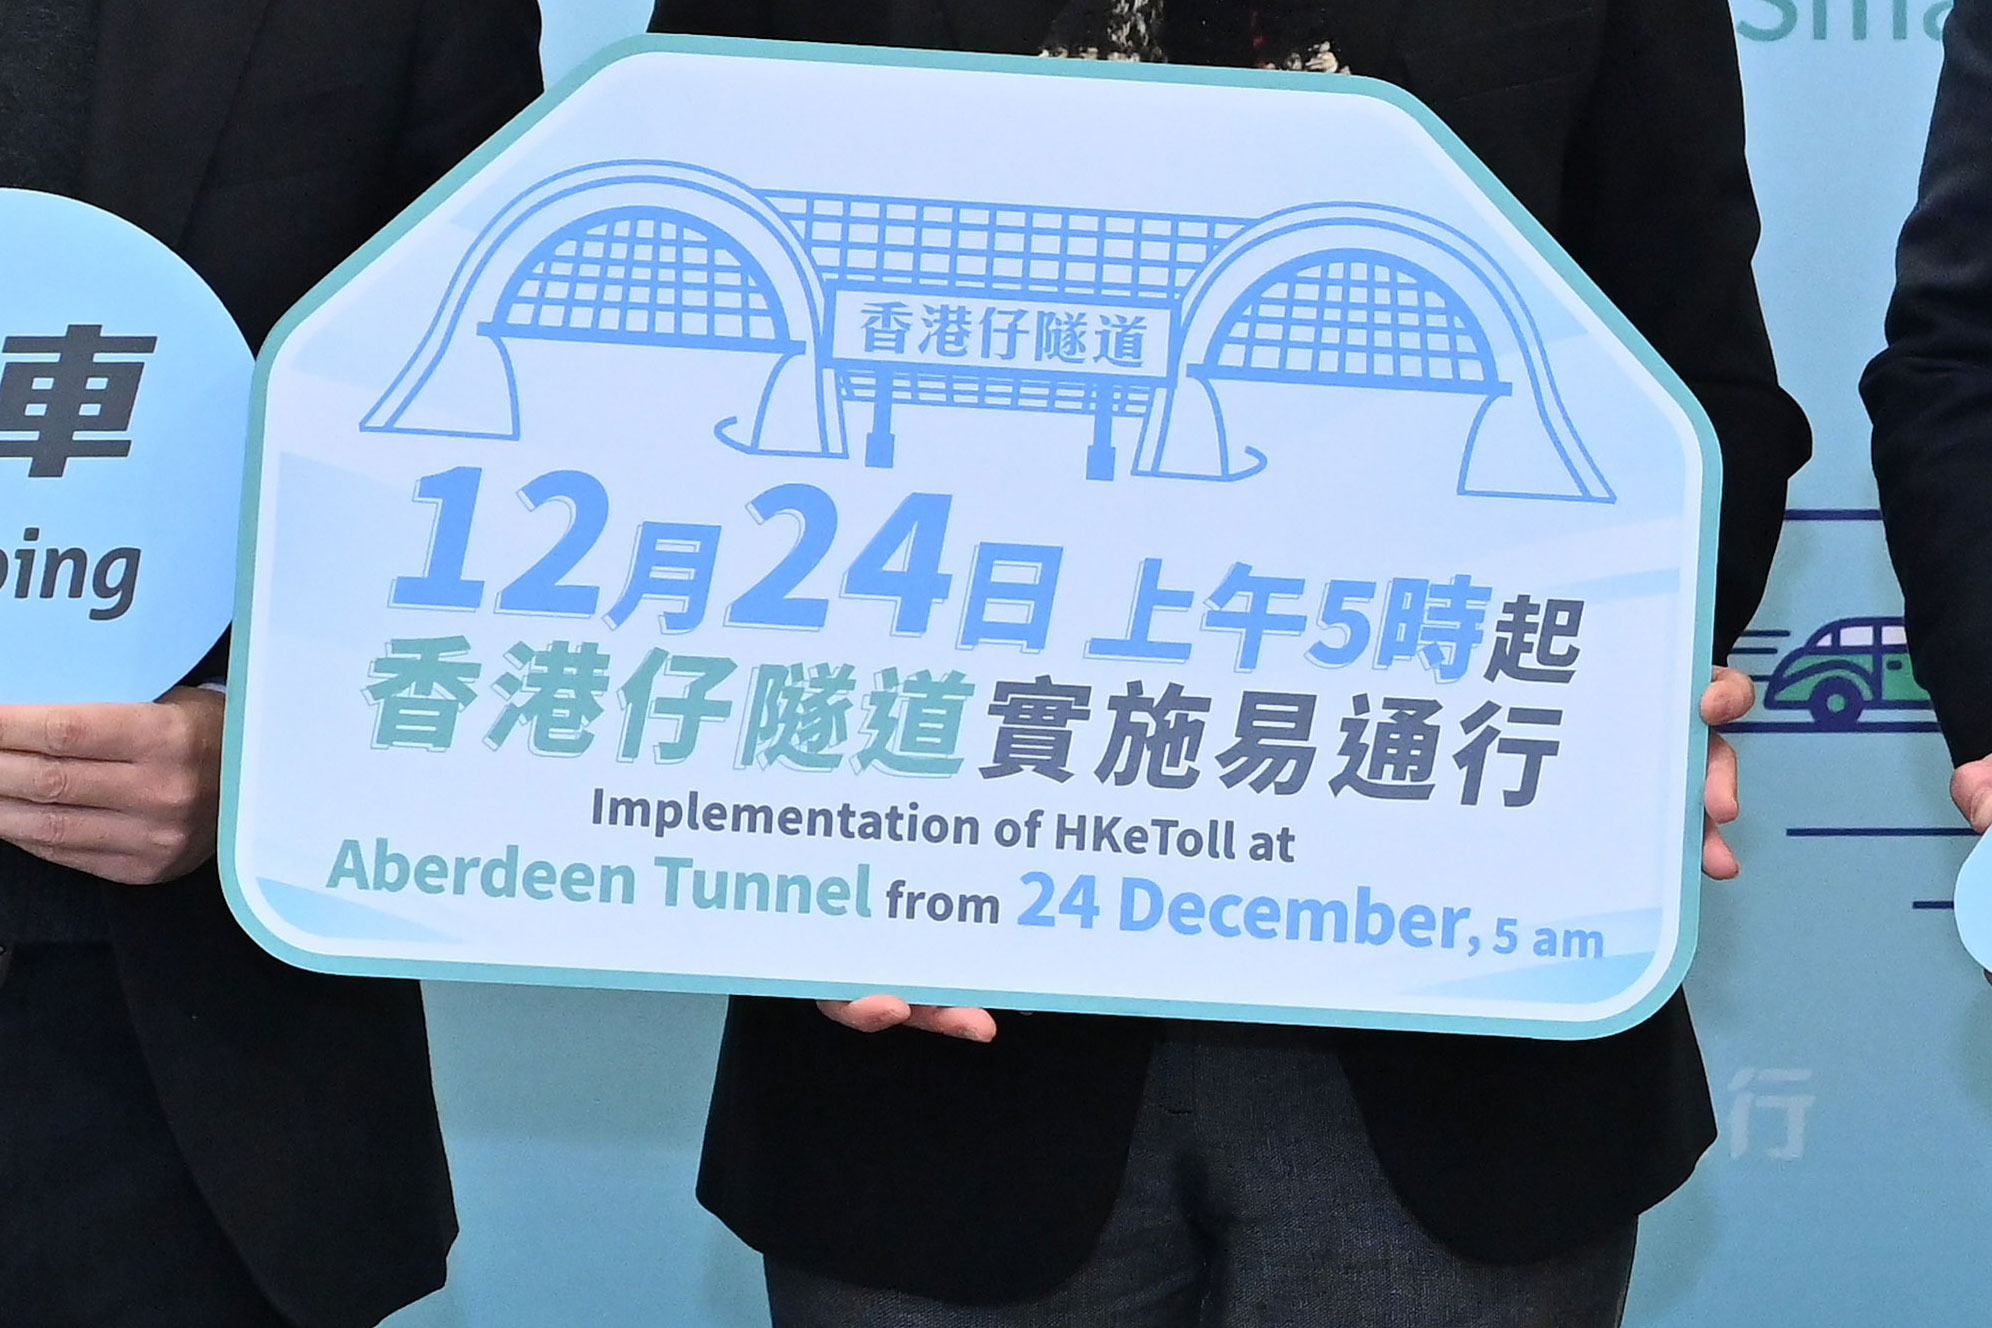 香港仔隧道
12月24日 上午5時起
香港仔隧道實施易通行
Implementation of HKeToll at
Aberdeen Tunnel from 24 December, 5 am
車
行